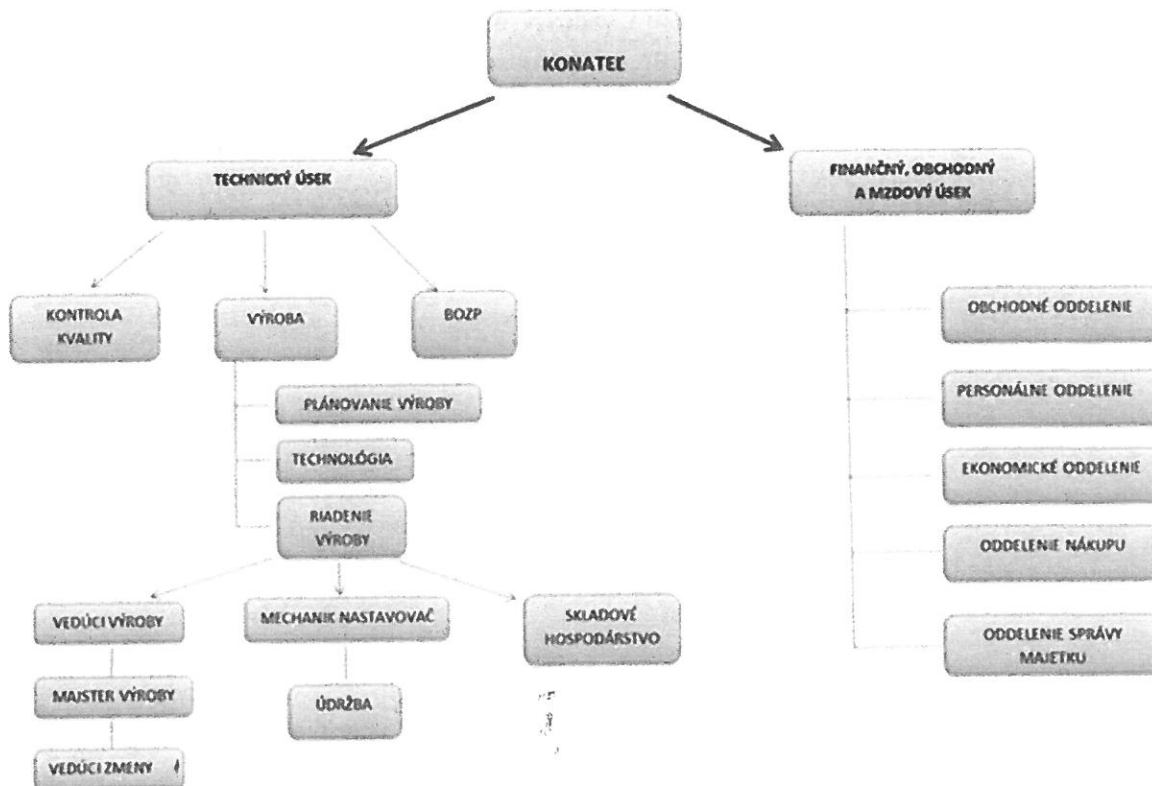 KONATEĽ
TECHNICKÝ ÚSEK
FINANČNÝ, OBCHODNÝ
A MZDOVÝ ÚSEK
KONTROLA
KVALITY
VÝROBA
BOZP
PLÁNOVANIE VÝROBY
TECHNOLÓGIA
RIADENIE
VÝROBY
VEDÚCI VÝROBY
MECHANIK NASTAVOVAČ
SKLADOVÉ
HOSPODÁRSTVO
MAJSTER VÝROBY
ÚDRŽBA
VEDÚCI ZMENY
OBCHODNÉ ODDELENIE
PERSONÁLNE ODDELENIE
EKONOMICKÉ ODDELENIE
ODDELENIE NÁKUPU
ODDELENIE SPRÁVY
MAJETKU